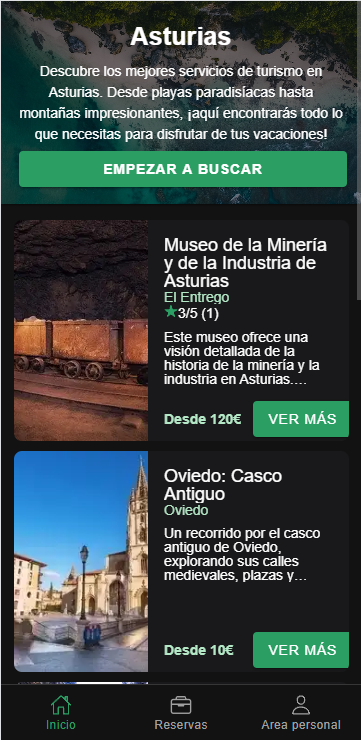 Asturias
Descubre los mejores servicios de turismo en
Asturias. Desde playas paradisíacas hasta
montañas impresionantes, ¡aquí encontrarás todo lo
que necesitas para disfrutar de tus vacaciones!
EMPEZAR A BUSCAR
Museo de la Minería
y de la Industria de
Asturias
El Entrego
★3/5 (1)
Este museo ofrece una
visión detallada de la
historia de la minería y la
industria en Asturias....
Desde 120€
VER MÁS
Oviedo: Casco
Antiguo
Oviedo
Un recorrido por el casco
antiguo de Oviedo,
explorando sus calles
medievales, plazas y...
Desde 10€
VER MÁS
Inicio
Reservas
Area personal